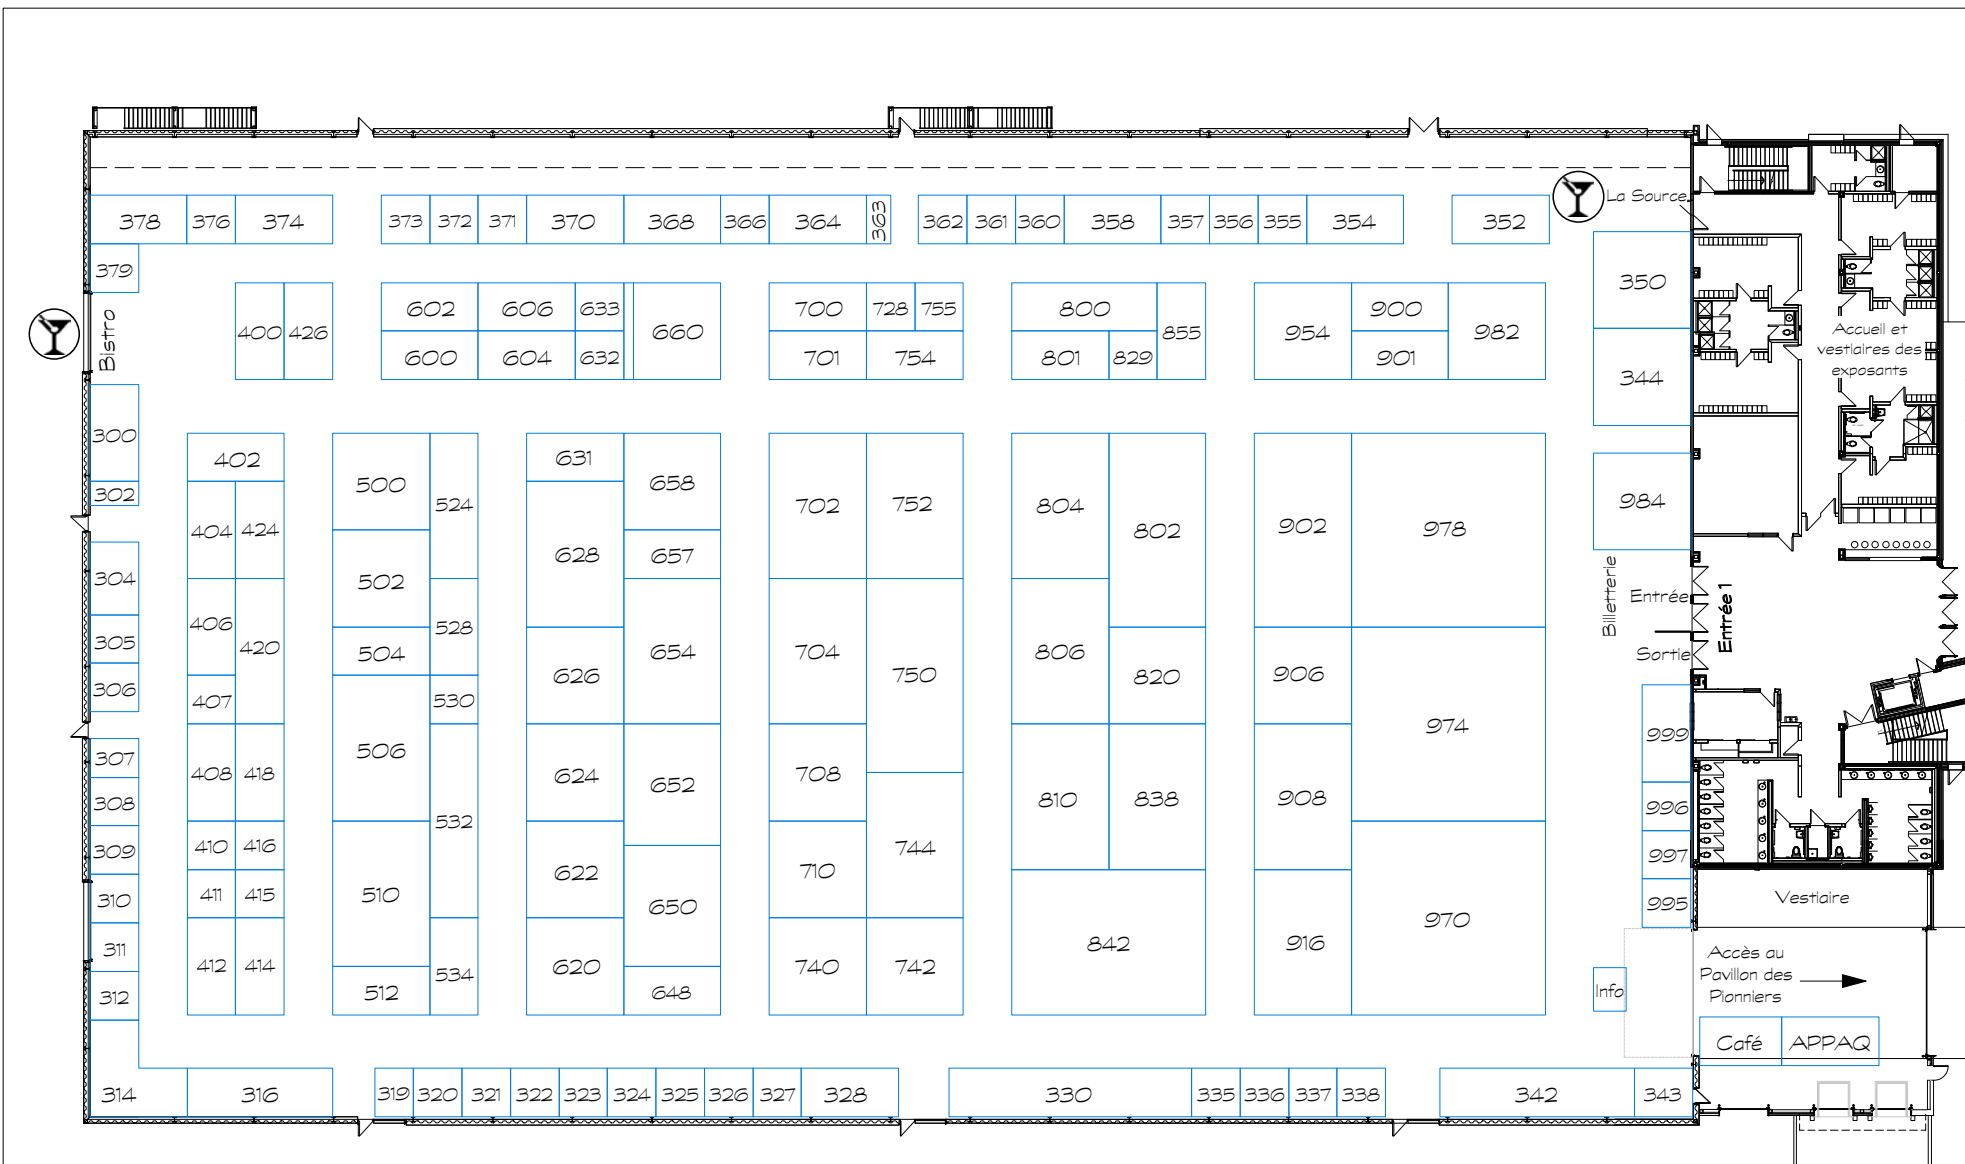 378 376 374 373 372 371 370 368 366 364 363 362 361 360 358 357 356 355 354 352
La Source
379
350
Bistro
400 426 602 606 633 660 700 728 755 800 855 954 900 982
600 604 632 701 754 801 829 901
344
Accueil et
vestiaires des
exposants
300
302
402 500 524 631 658 702 752 804 802 902 978 984
404 424 502 628 657
304
305
306
406 420 504 528 626 654 704 750 806 820 906 974
407 506 530
Billetterie
Entrée
Entrée 1
Sortie
307
308
309
408 418 532 624 652 708 810 838 908
999
996
997
995
410 416 744
310
311
312
411 415 510 622 650 710 970
412 414 512 534 620 648 740 742 842 916
Vestiaire
Accès au
Pavillon des
Pionniers
Info
Café APPAQ
314 316 319 320 321 322 323 324 325 326 327 328 330 335 336 337 338 342 343